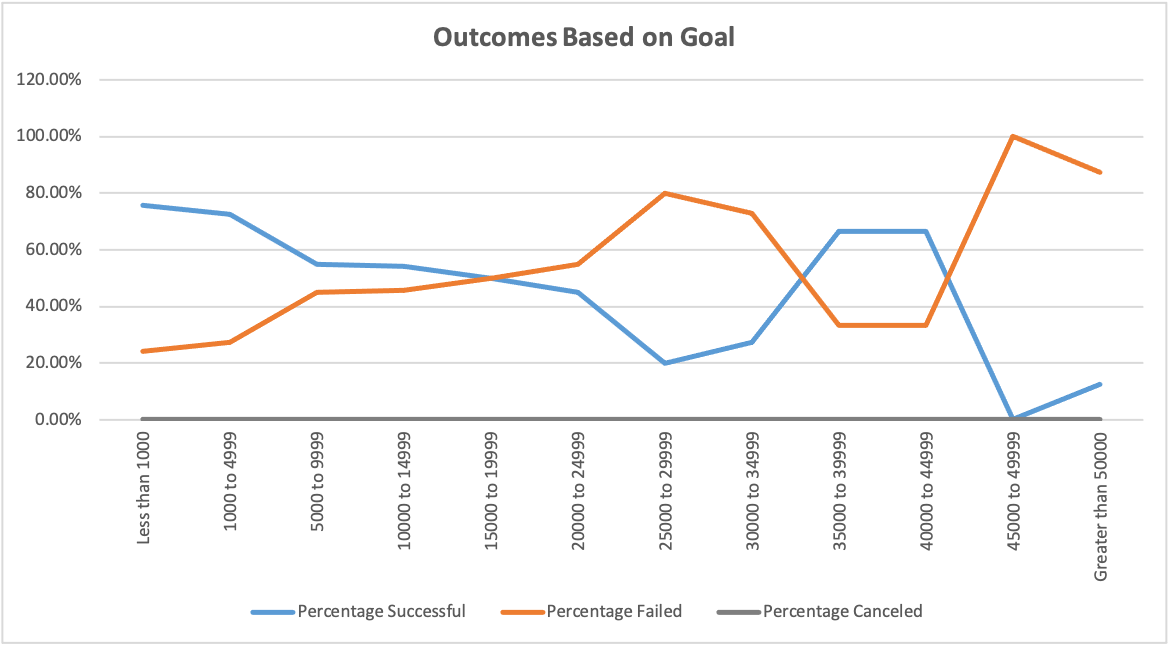 Outcomes Based on Goal
120.00%
100.00%
80.00%
60.00%
40.00%
20.00%
0.00%
Less than 1000
1000 to 4999
5000 to 9999
10000 to 14999
15000 to 19999
20000 to 24999
25000 to 29999
30000 to 34999
35000 to 39999
40000 to 44999
45000 to 49999
Greater than 50000
Percentage Successful
Percentage Failed
Percentage Canceled